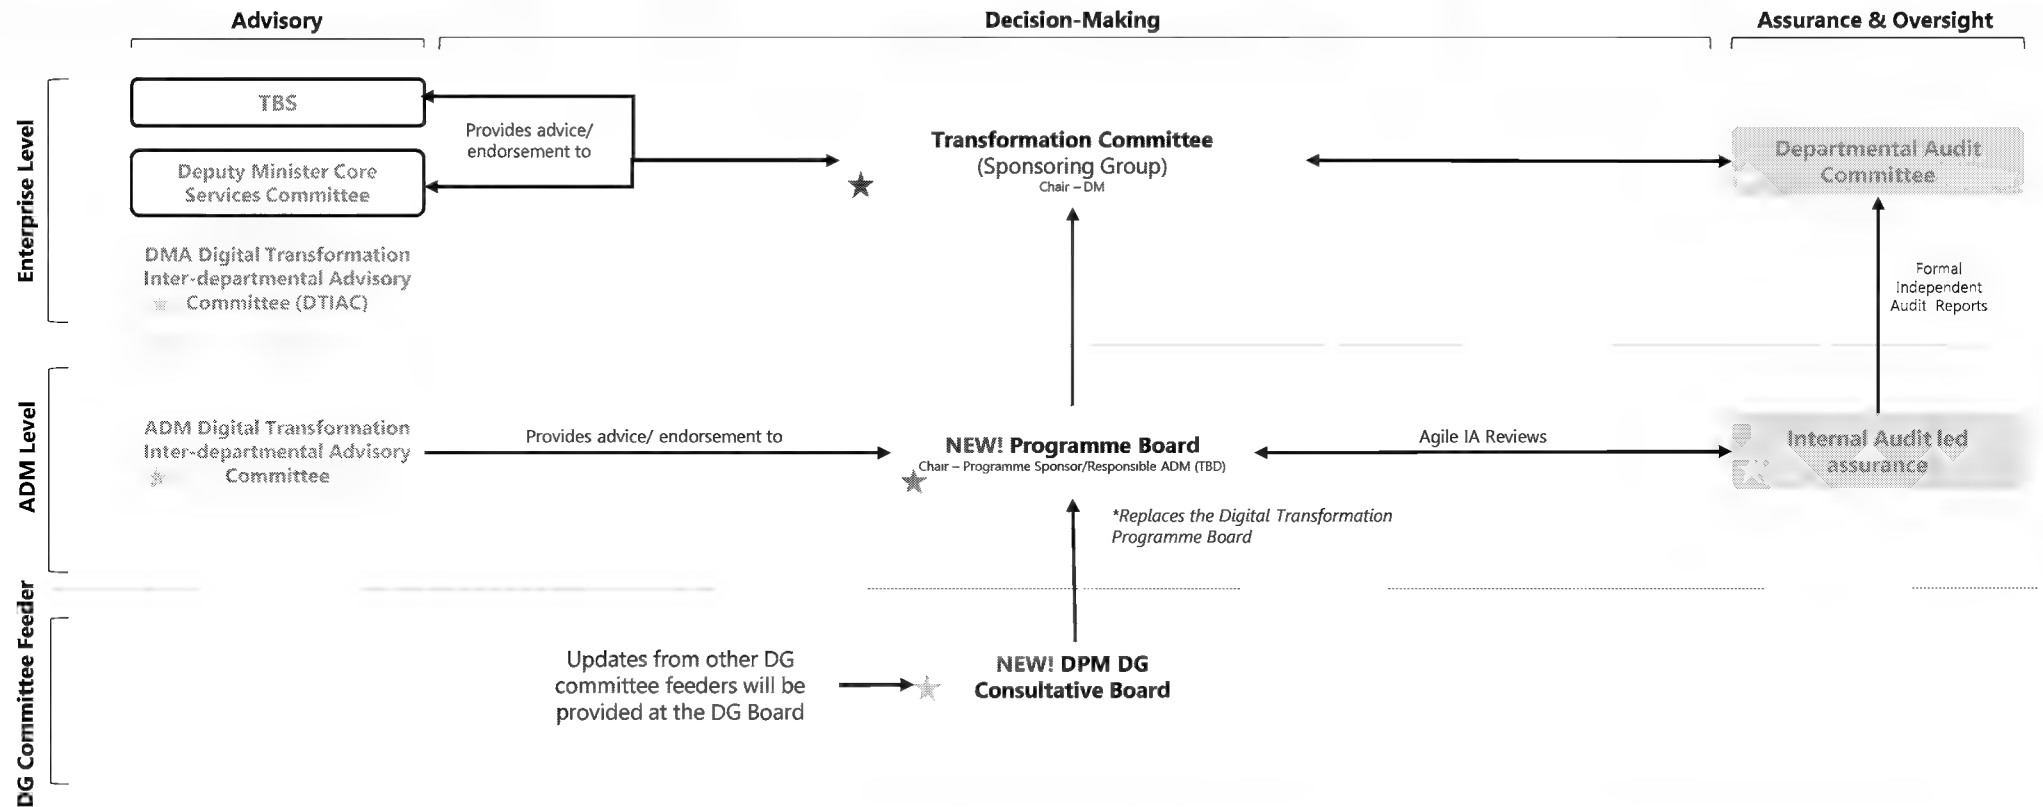 Advisory
Decision-Making
Assurance & Oversight
Enterprise Level
TBS
Deputy Minister Core
Services Committee
DMA Digital Transformation
Inter-departmental Advisory
Committee (DTIAC)
Provides advice/
endorsement to
Transformation Committee
(Sponsoring Group)
Chair – DM
Departmental Audit
Committee
Formal
Independent
Audit Reports
ADM Level
ADM Digital Transformation
Inter-departmental Advisory
Committee
Provides advice/ endorsement to
NEW! Programme Board
Chair – Programme Sponsor/Responsible ADM (TBD)
*Replaces the Digital Transformation
Programme Board
Agile IA Reviews
Internal Audit led
assurance
DG Committee Feeder
Updates from other DG
committee feeders will be
provided at the DG Board
NEW! DPM DG
Consultative Board